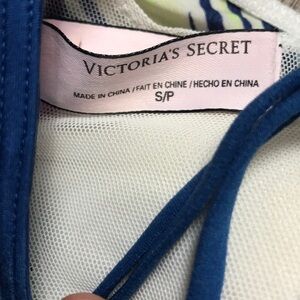 VICTORIA'S SECRET
MADE IN CHINA / FAIT EN CHINE / HECHO EN CHINA
S/P